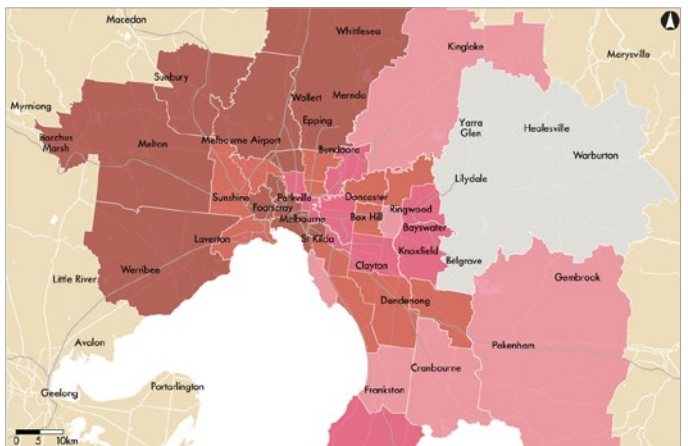 Macedon
Whittlesea
Kinglake
Marysville
Sunbury
Wollert
Mernda
Myrniong
Epping
Yarra
Glen
Healesville
Bacchus
Marsh
Melton
Melbourne Airport
Bundoora
Warburton
Lilydale
Sunshine
Parkville
Doncaster
Footscray
Ringwood
Melbourne
Box Hill
Bayswater
Laverton
St Kilda
Knoxfield
Belgrave
Clayton
Werribee
Little River
Gembrook
Dandenong
Avalon
Pakenham
Cranbourne
Portarlington
Frankston
Geelong
0 5 10km